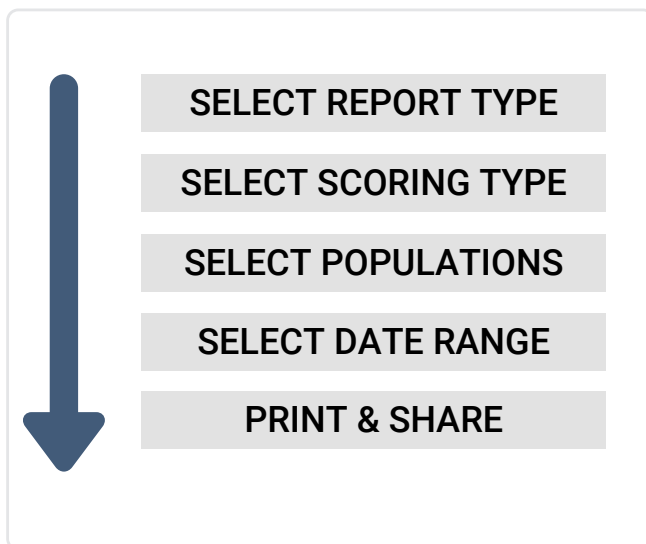 SELECT REPORT TYPE
SELECT SCORING TYPE
SELECT POPULATIONS
SELECT DATE RANGE
PRINT & SHARE